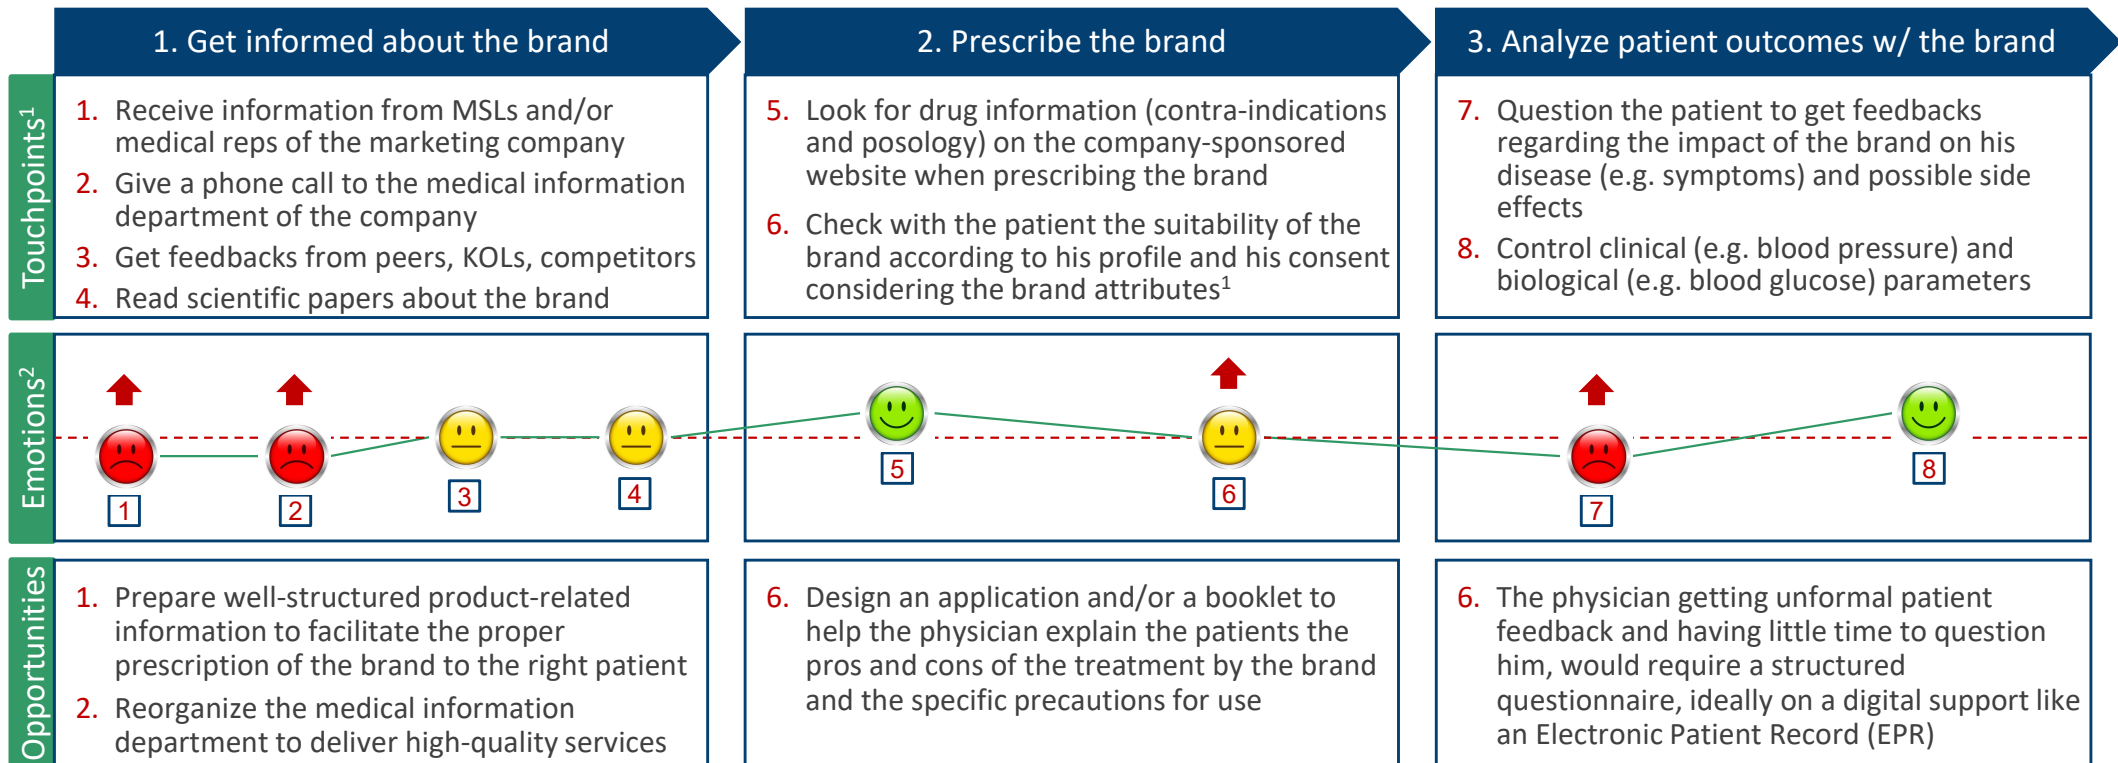 1. Get informed about the brand
2. Prescribe the brand
3. Analyze patient outcomes w/ the brand
Touchpoints1
1. Receive information from MSLs and/or
medical reps of the marketing company
2. Give a phone call to the medical information
department of the company
3. Get feedbacks from peers, KOLs, competitors
4. Read scientific papers about the brand
5. Look for drug information (contra-indications
and posology) on the company-sponsored
website when prescribing the brand
6. Check with the patient the suitability of the
brand according to his profile and his consent
considering the brand attributes1
7. Question the patient to get feedbacks
regarding the impact of the brand on his
disease (e.g. symptoms) and possible side
effects
8. Control clinical (e.g. blood pressure) and
biological (e.g. blood glucose) parameters
Emotions2
1
2
3
4
5
6
7
8
Opportunities
1. Prepare well-structured product-related
information to facilitate the proper
prescription of the brand to the right patient
2. Reorganize the medical information
department to deliver high-quality services
6. Design an application and/or a booklet to
help the physician explain the patients the
pros and cons of the treatment by the brand
and the specific precautions for use
6. The physician getting unformal patient
feedback and having little time to question
him, would require a structured
questionnaire, ideally on a digital support like
an Electronic Patient Record (EPR)